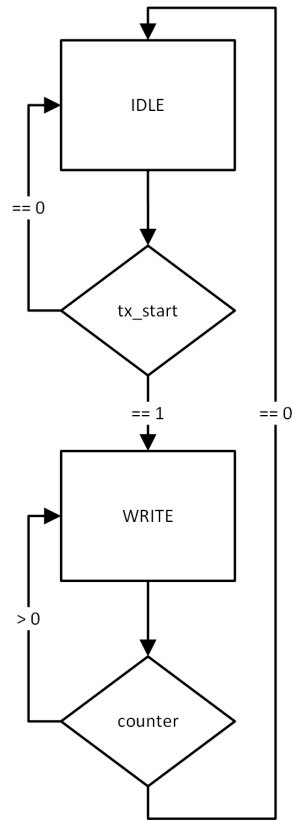 IDLE
== 0
tx_start
== 1
== 0
WRITE
> 0
counter